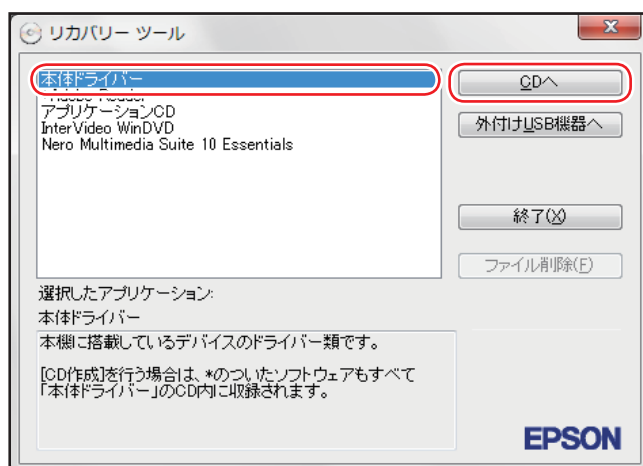 リカバリー ツール
本体ドライバー
アプリケーションCD
InterVideo WinDVD
Nero Multimedia Suite 10 Essentials
CDへ
外付けUSB機器へ
終了(X)
ファイル削除(F)
選択したアプリケーション:
本体ドライバー
本機に搭載しているデバイスのドライバー類です。
[CD作成]を行う場合は、*のついたソフトウェアもすべて
「本体ドライバー」のCD内に収録されます。
EPSON